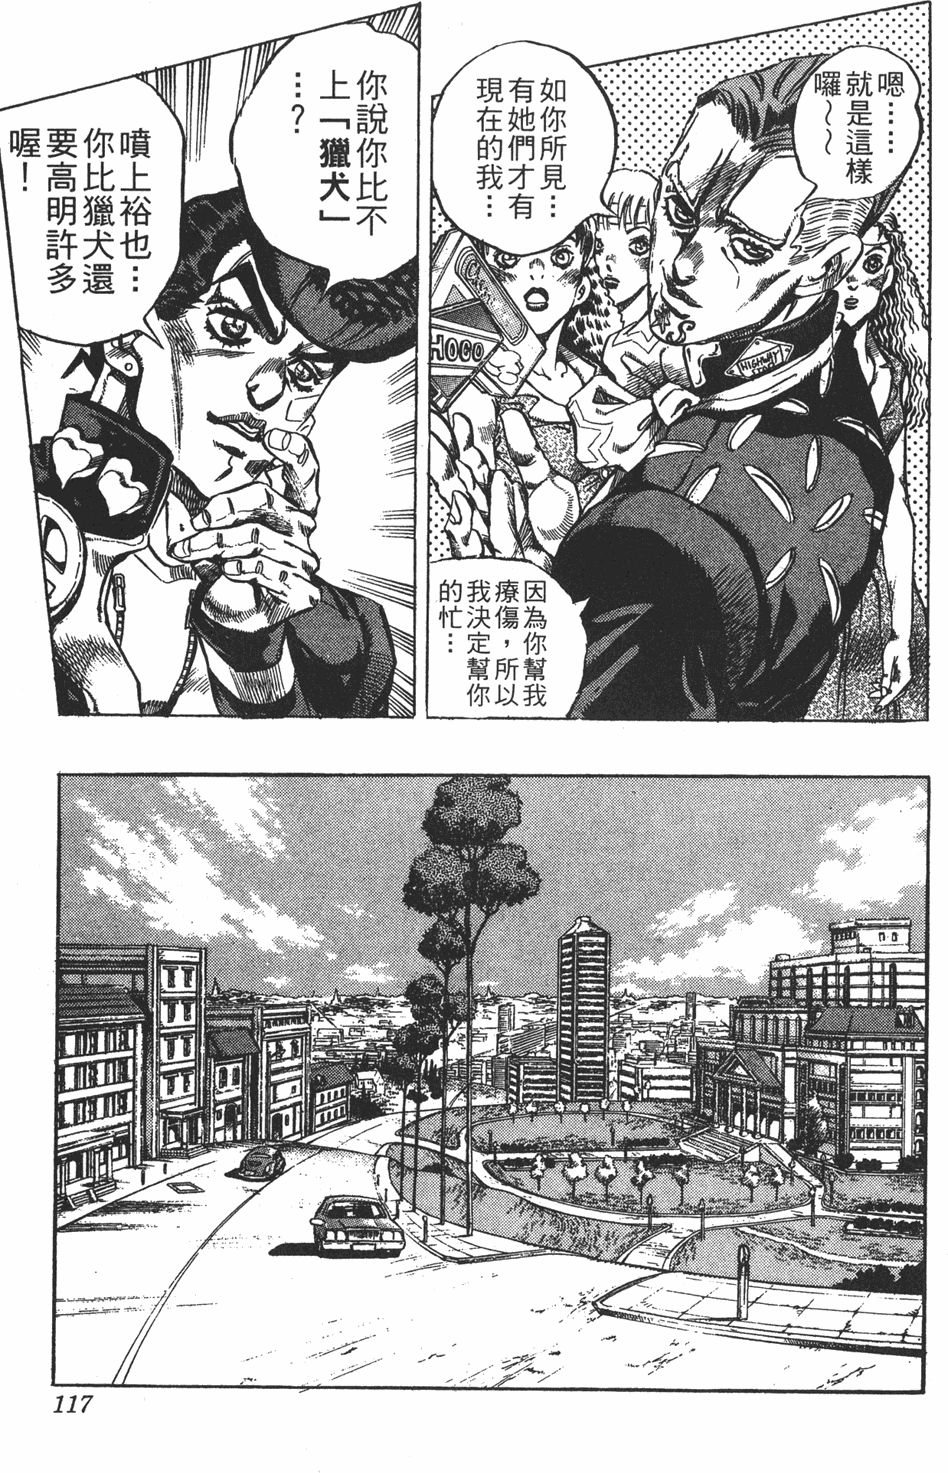 嗯……
就是這樣
囉～～
如你所見…
有她們才有
現在的我…
HOCO
HIGHWAY
因為你幫我
療傷，所以
我決定幫你
的忙…
你說你比不
上「獵犬」
…？
噴上裕也…
你比獵犬還
要高明許多
喔！
117